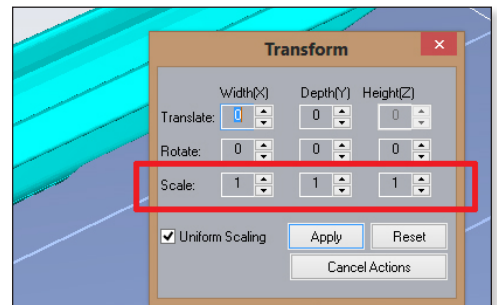 Transform
Width(X) Depth(Y) Height(Z)
Translate: 0 0 0
Rotate: 0 0 0
Scale: 1 1 1
Uniform Scaling Apply Reset
Cancel Actions